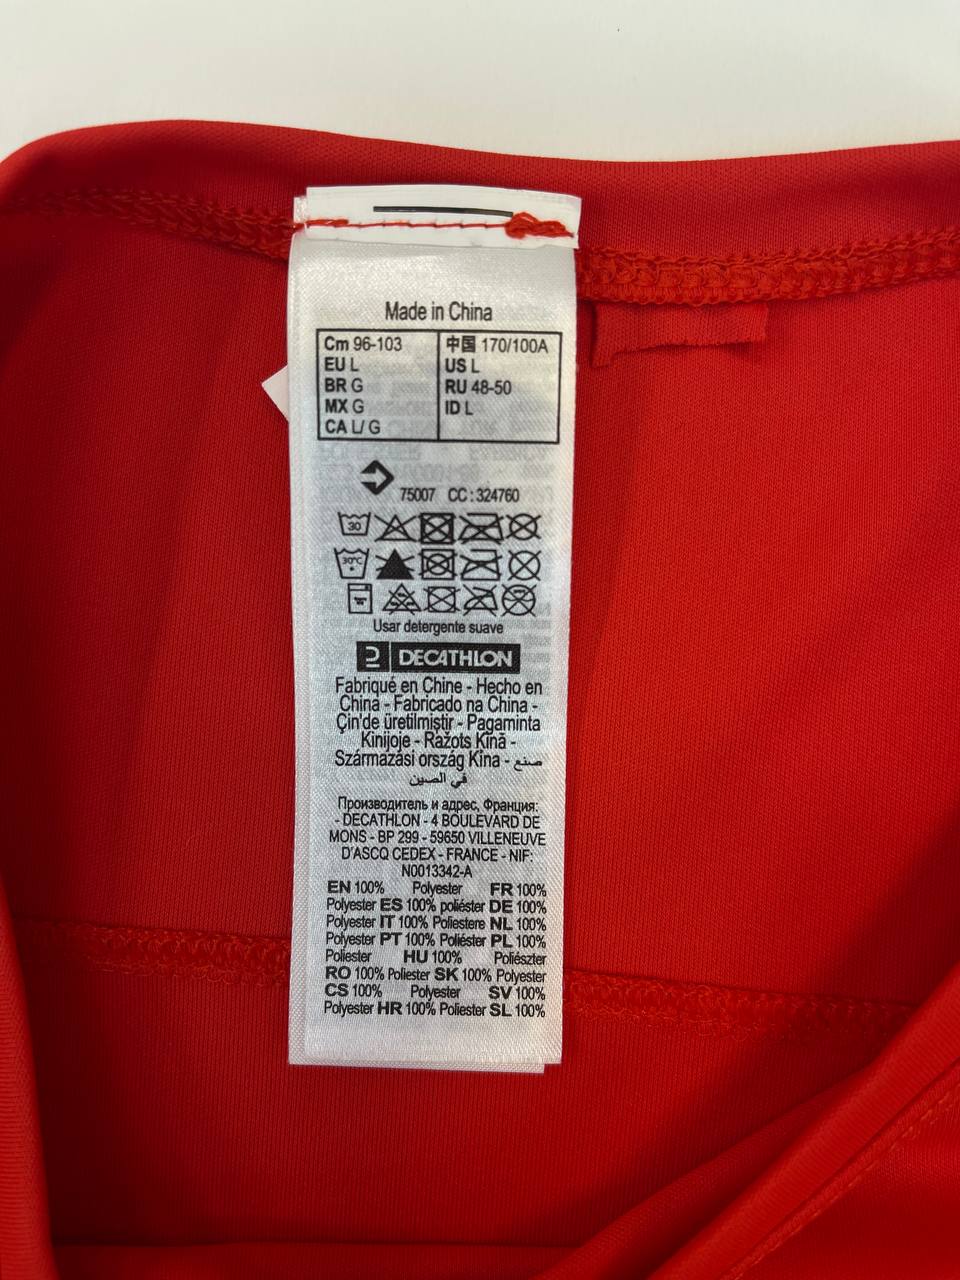 Made in China
Cm 96-103
EU L
BR G
MX G
CA L/ G
中国 170/100A
US L
RU 48-50
ID L
75007 CC : 324760
30
30°C
Usar detergente suave
DECATHLON
Fabriqué en Chine - Hecho en
China - Fabricado na China -
Çin'de üretilmiştir - Pagaminta
Kinijoje - Ražots Ķīnā -
Származási ország Kína - صنع
في الصين
Производитель и адрес, Франция:
- DECATHLON - 4 BOULEVARD DE
MONS - BP 299 - 59650 VILLENEUVE
D'ASCQ CEDEX - FRANCE - NIF:
N0013342-A
EN 100% Polyester FR 100%
Polyester ES 100% poliéster DE 100%
Polyester IT 100% Poliestere NL 100%
Polyester PT 100% Poliéster PL 100%
Poliester HU 100% Poliészter
RO 100% Poliester SK 100% Polyester
CS 100% Polyester SV 100%
Polyester HR 100% Poliester SL 100%